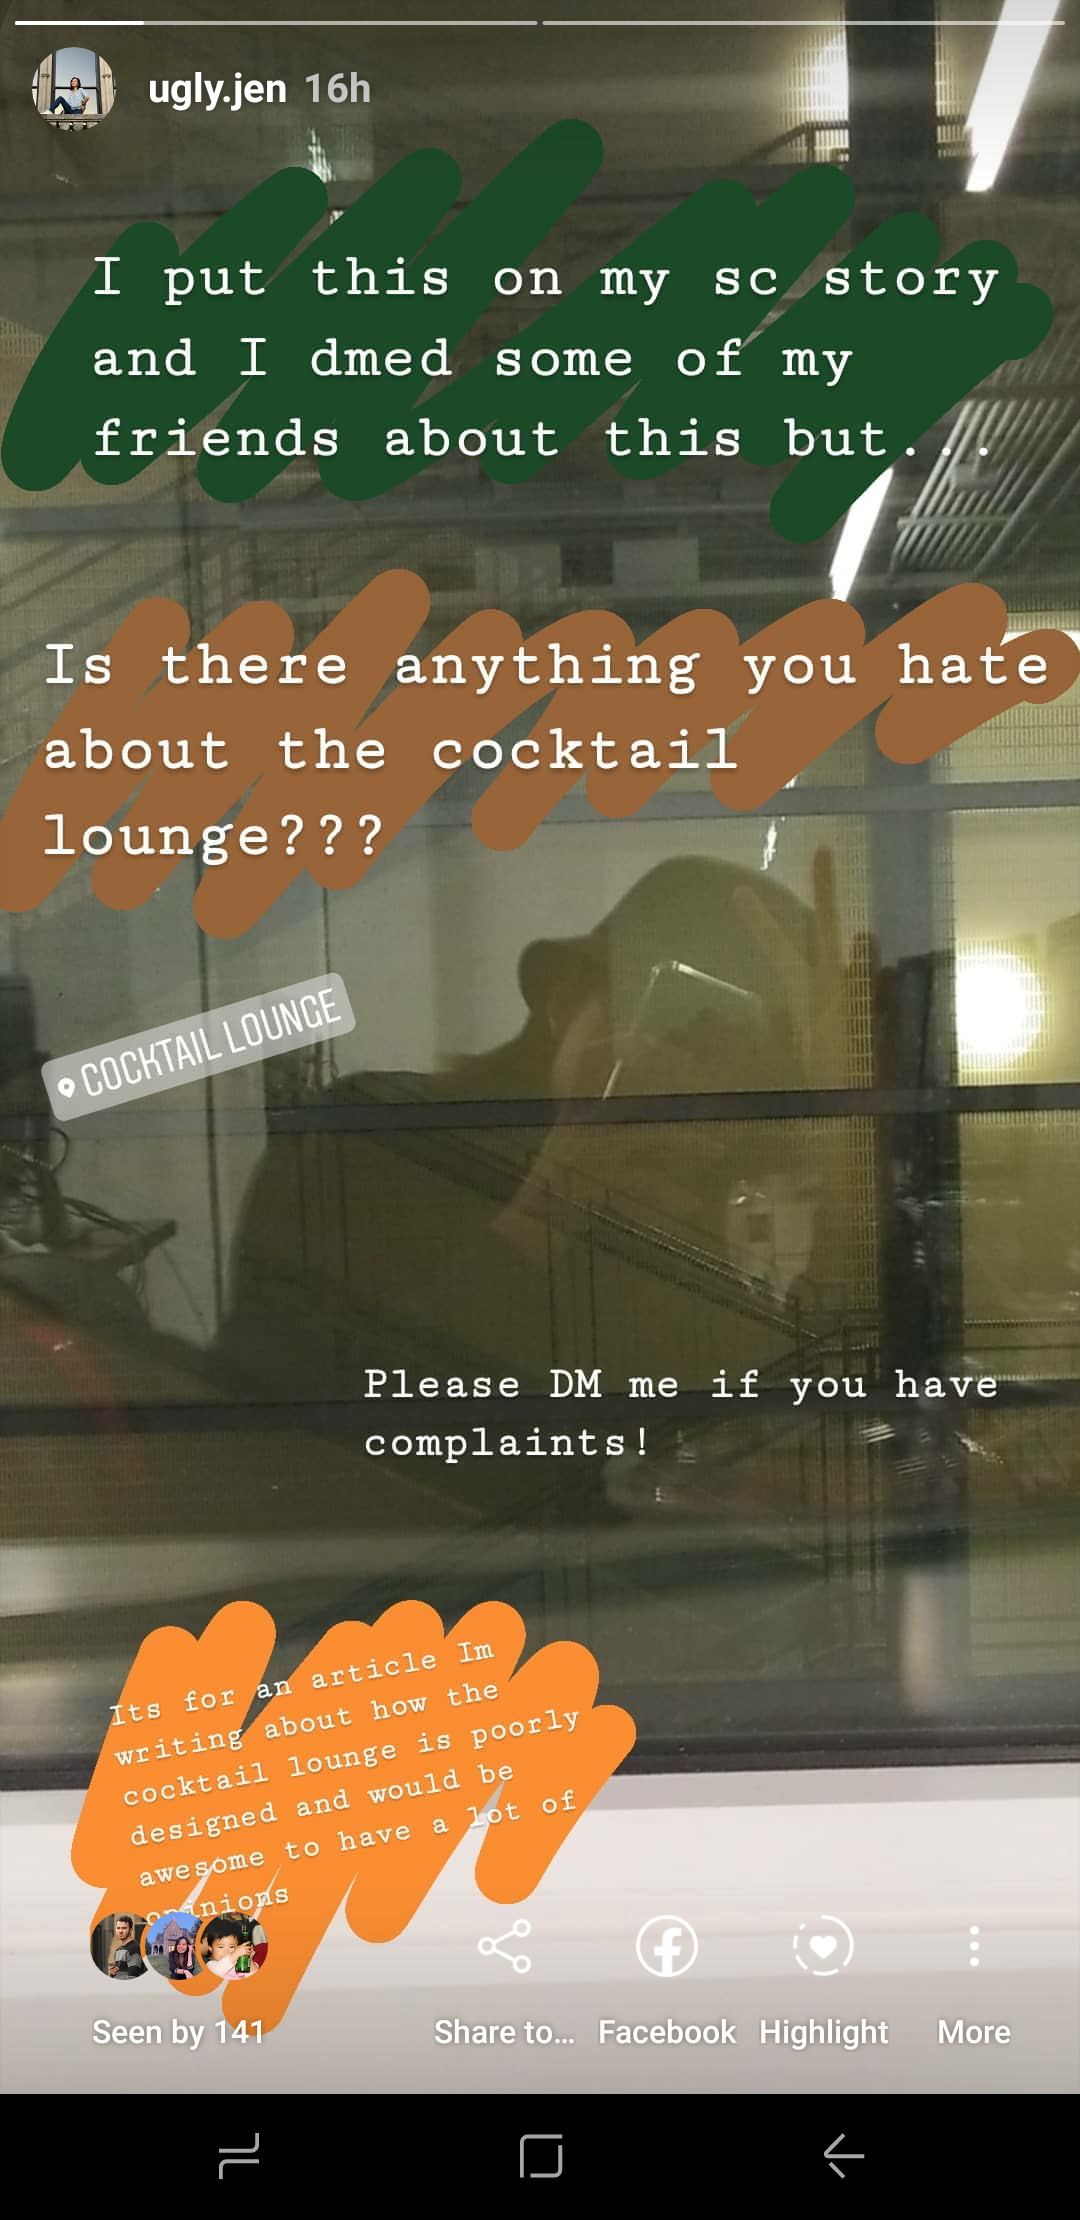 ugly.jen 16h
I put this on my sc story
and I dmed some of my
friends about this but...
Is there anything you hate
about the cocktail
lounge???
COCKTAIL LOUNGE
Please DM me if you have
complaints!
Its for an article Im
writing about how the
cocktail lounge is poorly
designed and would be
awesome to have a lot of
opinions
Seen by 141
Share to... Facebook Highlight More